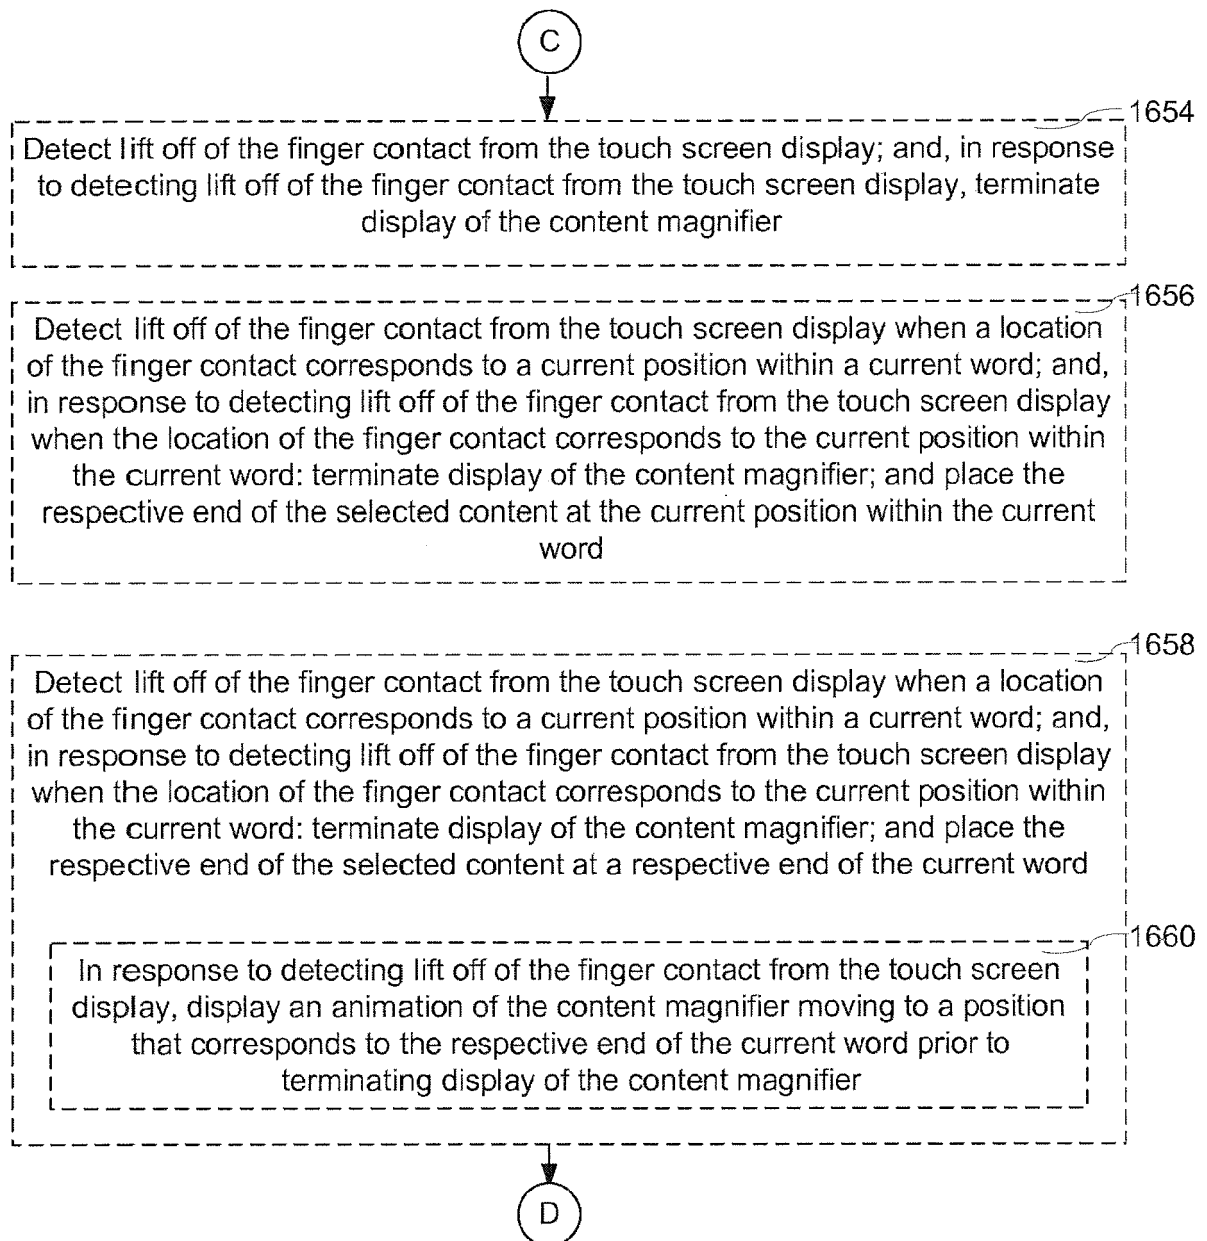 C
1654
Detect lift off of the finger contact from the touch screen display; and, in response
to detecting lift off of the finger contact from the touch screen display, terminate
display of the content magnifier
1656
Detect lift off of the finger contact from the touch screen display when a location
of the finger contact corresponds to a current position within a current word; and,
in response to detecting lift off of the finger contact from the touch screen display
when the location of the finger contact corresponds to the current position within
the current word: terminate display of the content magnifier; and place the
respective end of the selected content at the current position within the current
word
1658
Detect lift off of the finger contact from the touch screen display when a location
of the finger contact corresponds to a current position within a current word; and,
in response to detecting lift off of the finger contact from the touch screen display
when the location of the finger contact corresponds to the current position within
the current word: terminate display of the content magnifier; and place the
respective end of the selected content at a respective end of the current word
1660
In response to detecting lift off of the finger contact from the touch screen
display, display an animation of the content magnifier moving to a position
that corresponds to the respective end of the current word prior to
terminating display of the content magnifier
D